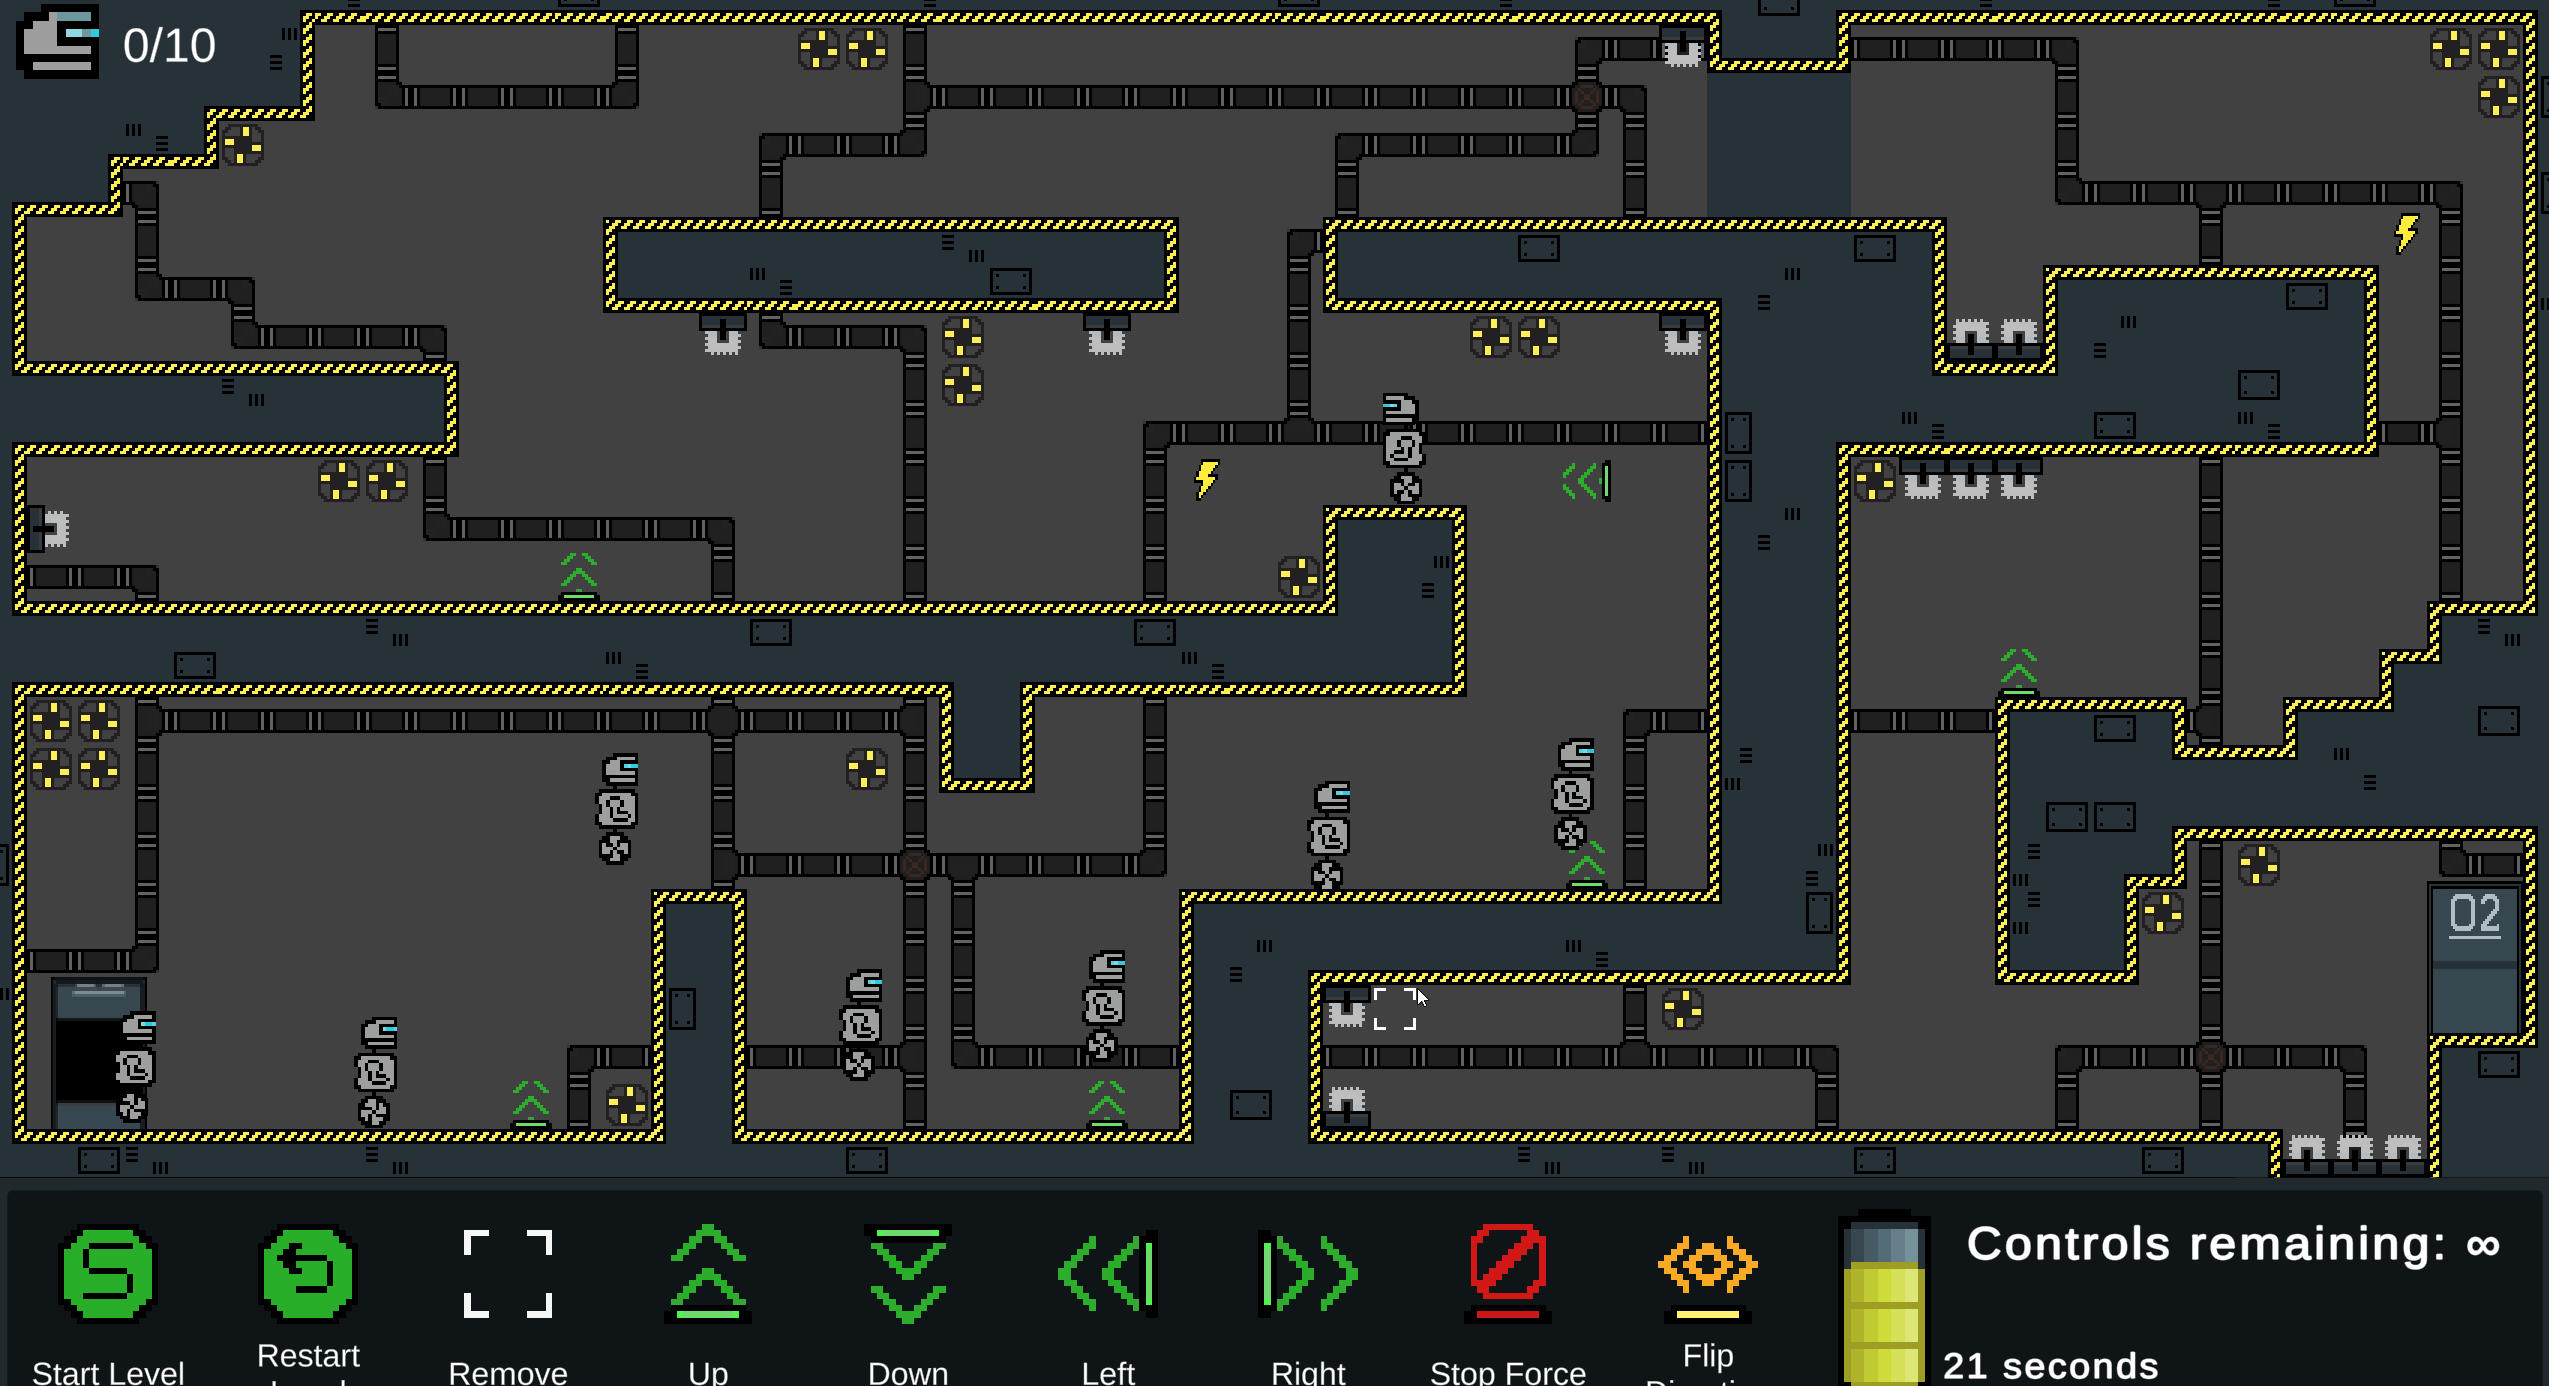 0/10
02
Controls remaining: ∞
Start Level
Restart
Remove
Up
Down
Left
Right
Stop Force
Flip
21 seconds